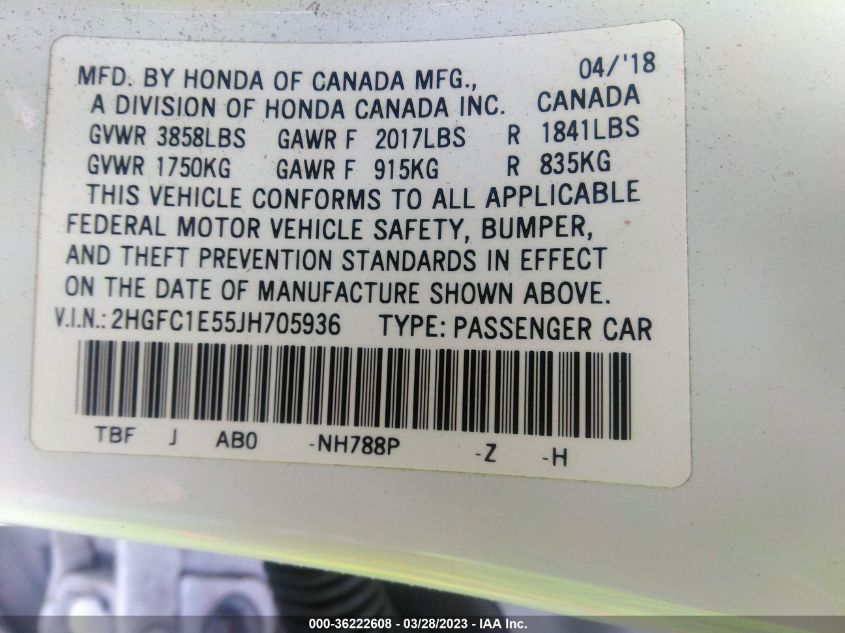 MFD. BY HONDA OF CANADA MFG., 04/'18
A DIVISION OF HONDA CANADA INC. CANADA
GVWR 3858LBS GAWR F 2017LBS R 1841LBS
GVWR 1750KG GAWR F 915KG R 835KG
THIS VEHICLE CONFORMS TO ALL APPLICABLE
FEDERAL MOTOR VEHICLE SAFETY, BUMPER,
AND THEFT PREVENTION STANDARDS IN EFFECT
ON THE DATE OF MANUFACTURE SHOWN ABOVE.
V.I.N.: 2HGFC1E55JH705936 TYPE: PASSENGER CAR
TBF J AB0 -NH788P -Z -H
000-36222608 - 03/28/2023 - IAA Inc.